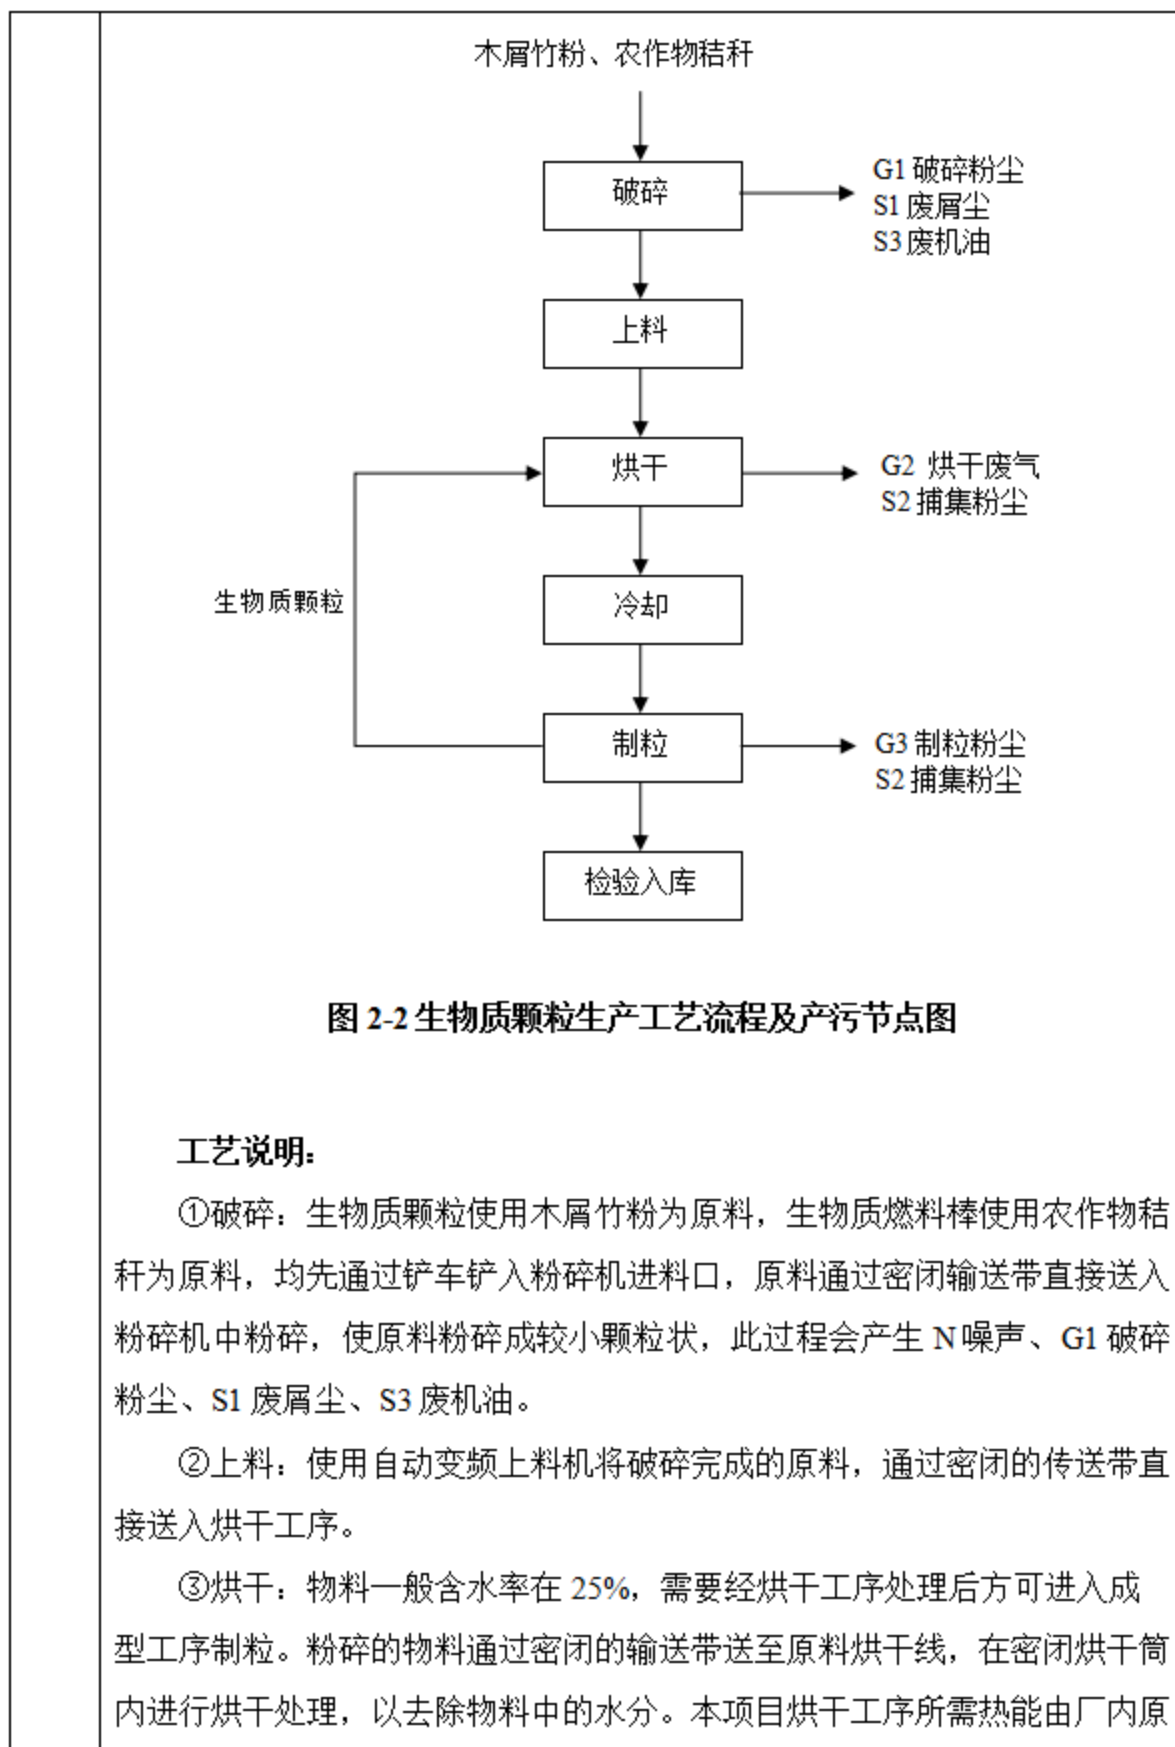 木屑竹粉、农作物秸秆
破碎
G1 破碎粉尘
S1 废屑尘
S3 废机油
上料
烘干
G2 烘干废气
S2 捕集粉尘
生物质颗粒
冷却
制粒
G3 制粒粉尘
S2 捕集粉尘
检验入库
图 2-2 生物质颗粒生产工艺流程及产污节点图
工艺说明：
①破碎：生物质颗粒使用木屑竹粉为原料，生物质燃料棒使用农作物秸
秆为原料，均先通过铲车铲入粉碎机进料口，原料通过密闭输送带直接送入
粉碎机中粉碎，使原料粉碎成较小颗粒状，此过程会产生 N 噪声、G1 破碎
粉尘、S1 废屑尘、S3 废机油。
②上料：使用自动变频上料机将破碎完成的原料，通过密闭的传送带直
接送入烘干工序。
③烘干：物料一般含水率在 25%，需要经烘干工序处理后方可进入成
型工序制粒。粉碎的物料通过密闭的输送带送至原料烘干线，在密闭烘干筒
内进行烘干处理，以去除物料中的水分。本项目烘干工序所需热能由厂内原